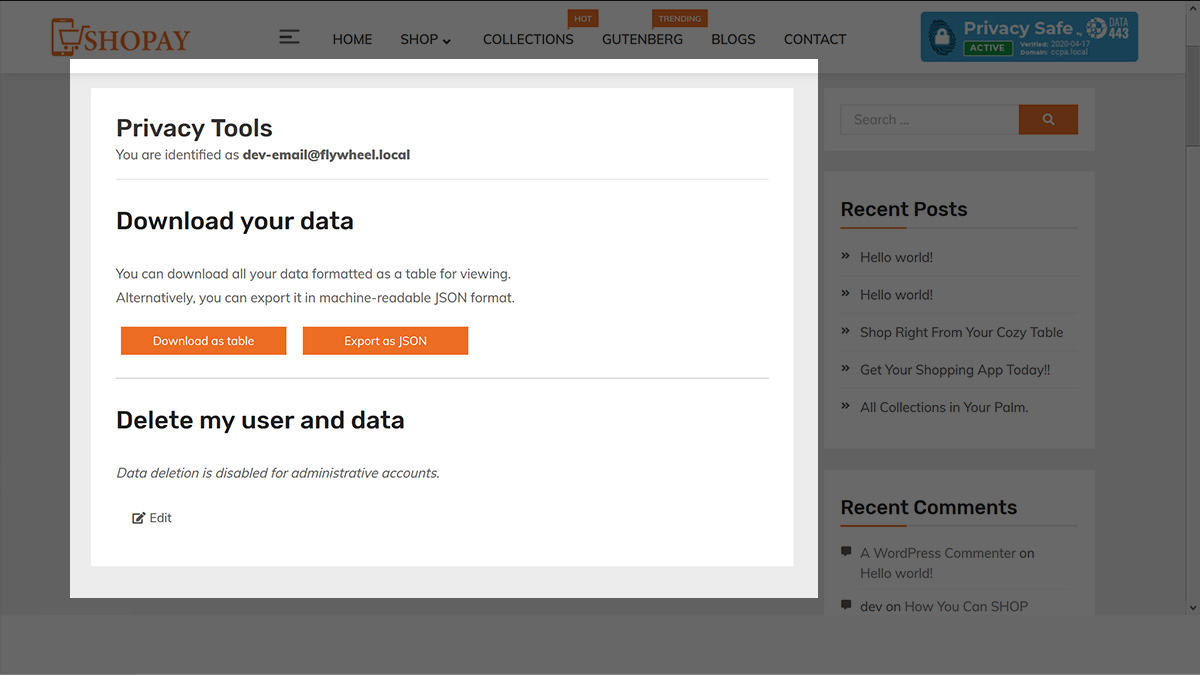 HOT
TRENDING
SHOPAY
HOME
SHOP
COLLECTIONS
GUTENBERG
BLOGS
CONTACT
Privacy Safe by DATA 443
ACTIVE
Verified: 2020-04-17
Domain: ccpa.local
Privacy Tools
You are identified as dev-email@flywheel.local
Download your data
You can download all your data formatted as a table for viewing.
Alternatively, you can export it in machine-readable JSON format.
Download as table
Export as JSON
Delete my user and data
Data deletion is disabled for administrative accounts.
Edit
Search ...
Recent Posts
Hello world!
Hello world!
Shop Right From Your Cozy Table
Get Your Shopping App Today!!
All Collections in Your Palm.
Recent Comments
A WordPress Commenter on
Hello world!
dev on How You Can SHOP